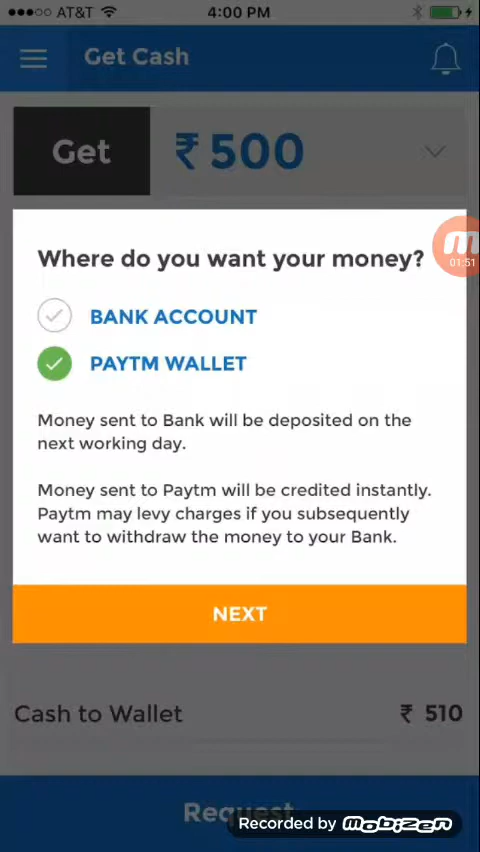 AT&T 4:00 PM
Get Cash
Get ₹ 500
Where do you want your money?
01:51
BANK ACCOUNT
PAYTM WALLET
Money sent to Bank will be deposited on the
next working day.
Money sent to Paytm will be credited instantly.
Paytm may levy charges if you subsequently
want to withdraw the money to your Bank.
NEXT
Cash to Wallet ₹ 510
Request
Recorded by mobizen